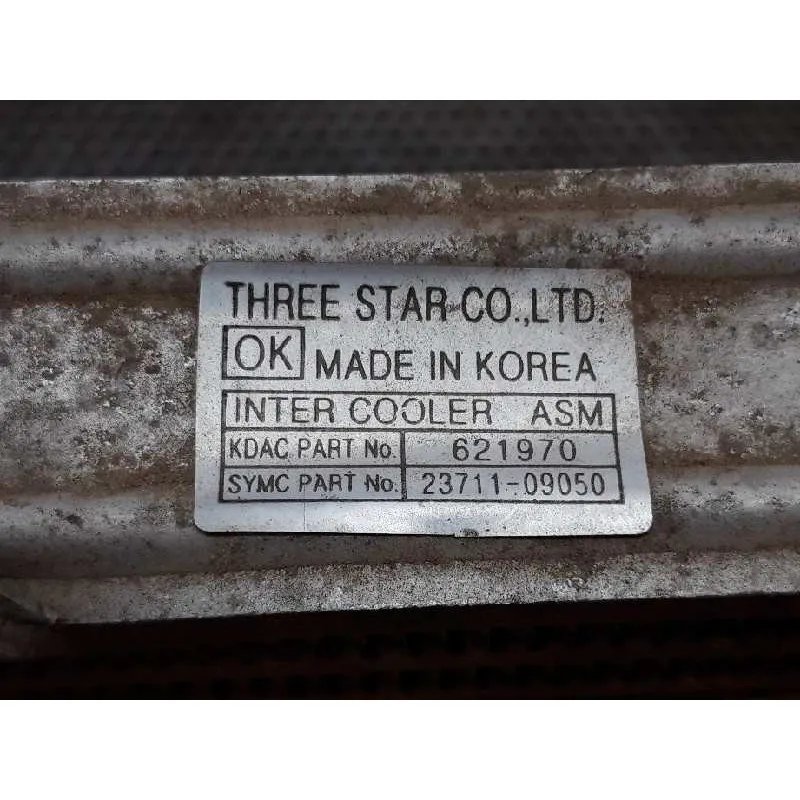 THREE STAR CO.,LTD.
OK MADE IN KOREA
INTER COOLER ASM
KDAC PART No. 621970
SYMC PART No. 23711-09050